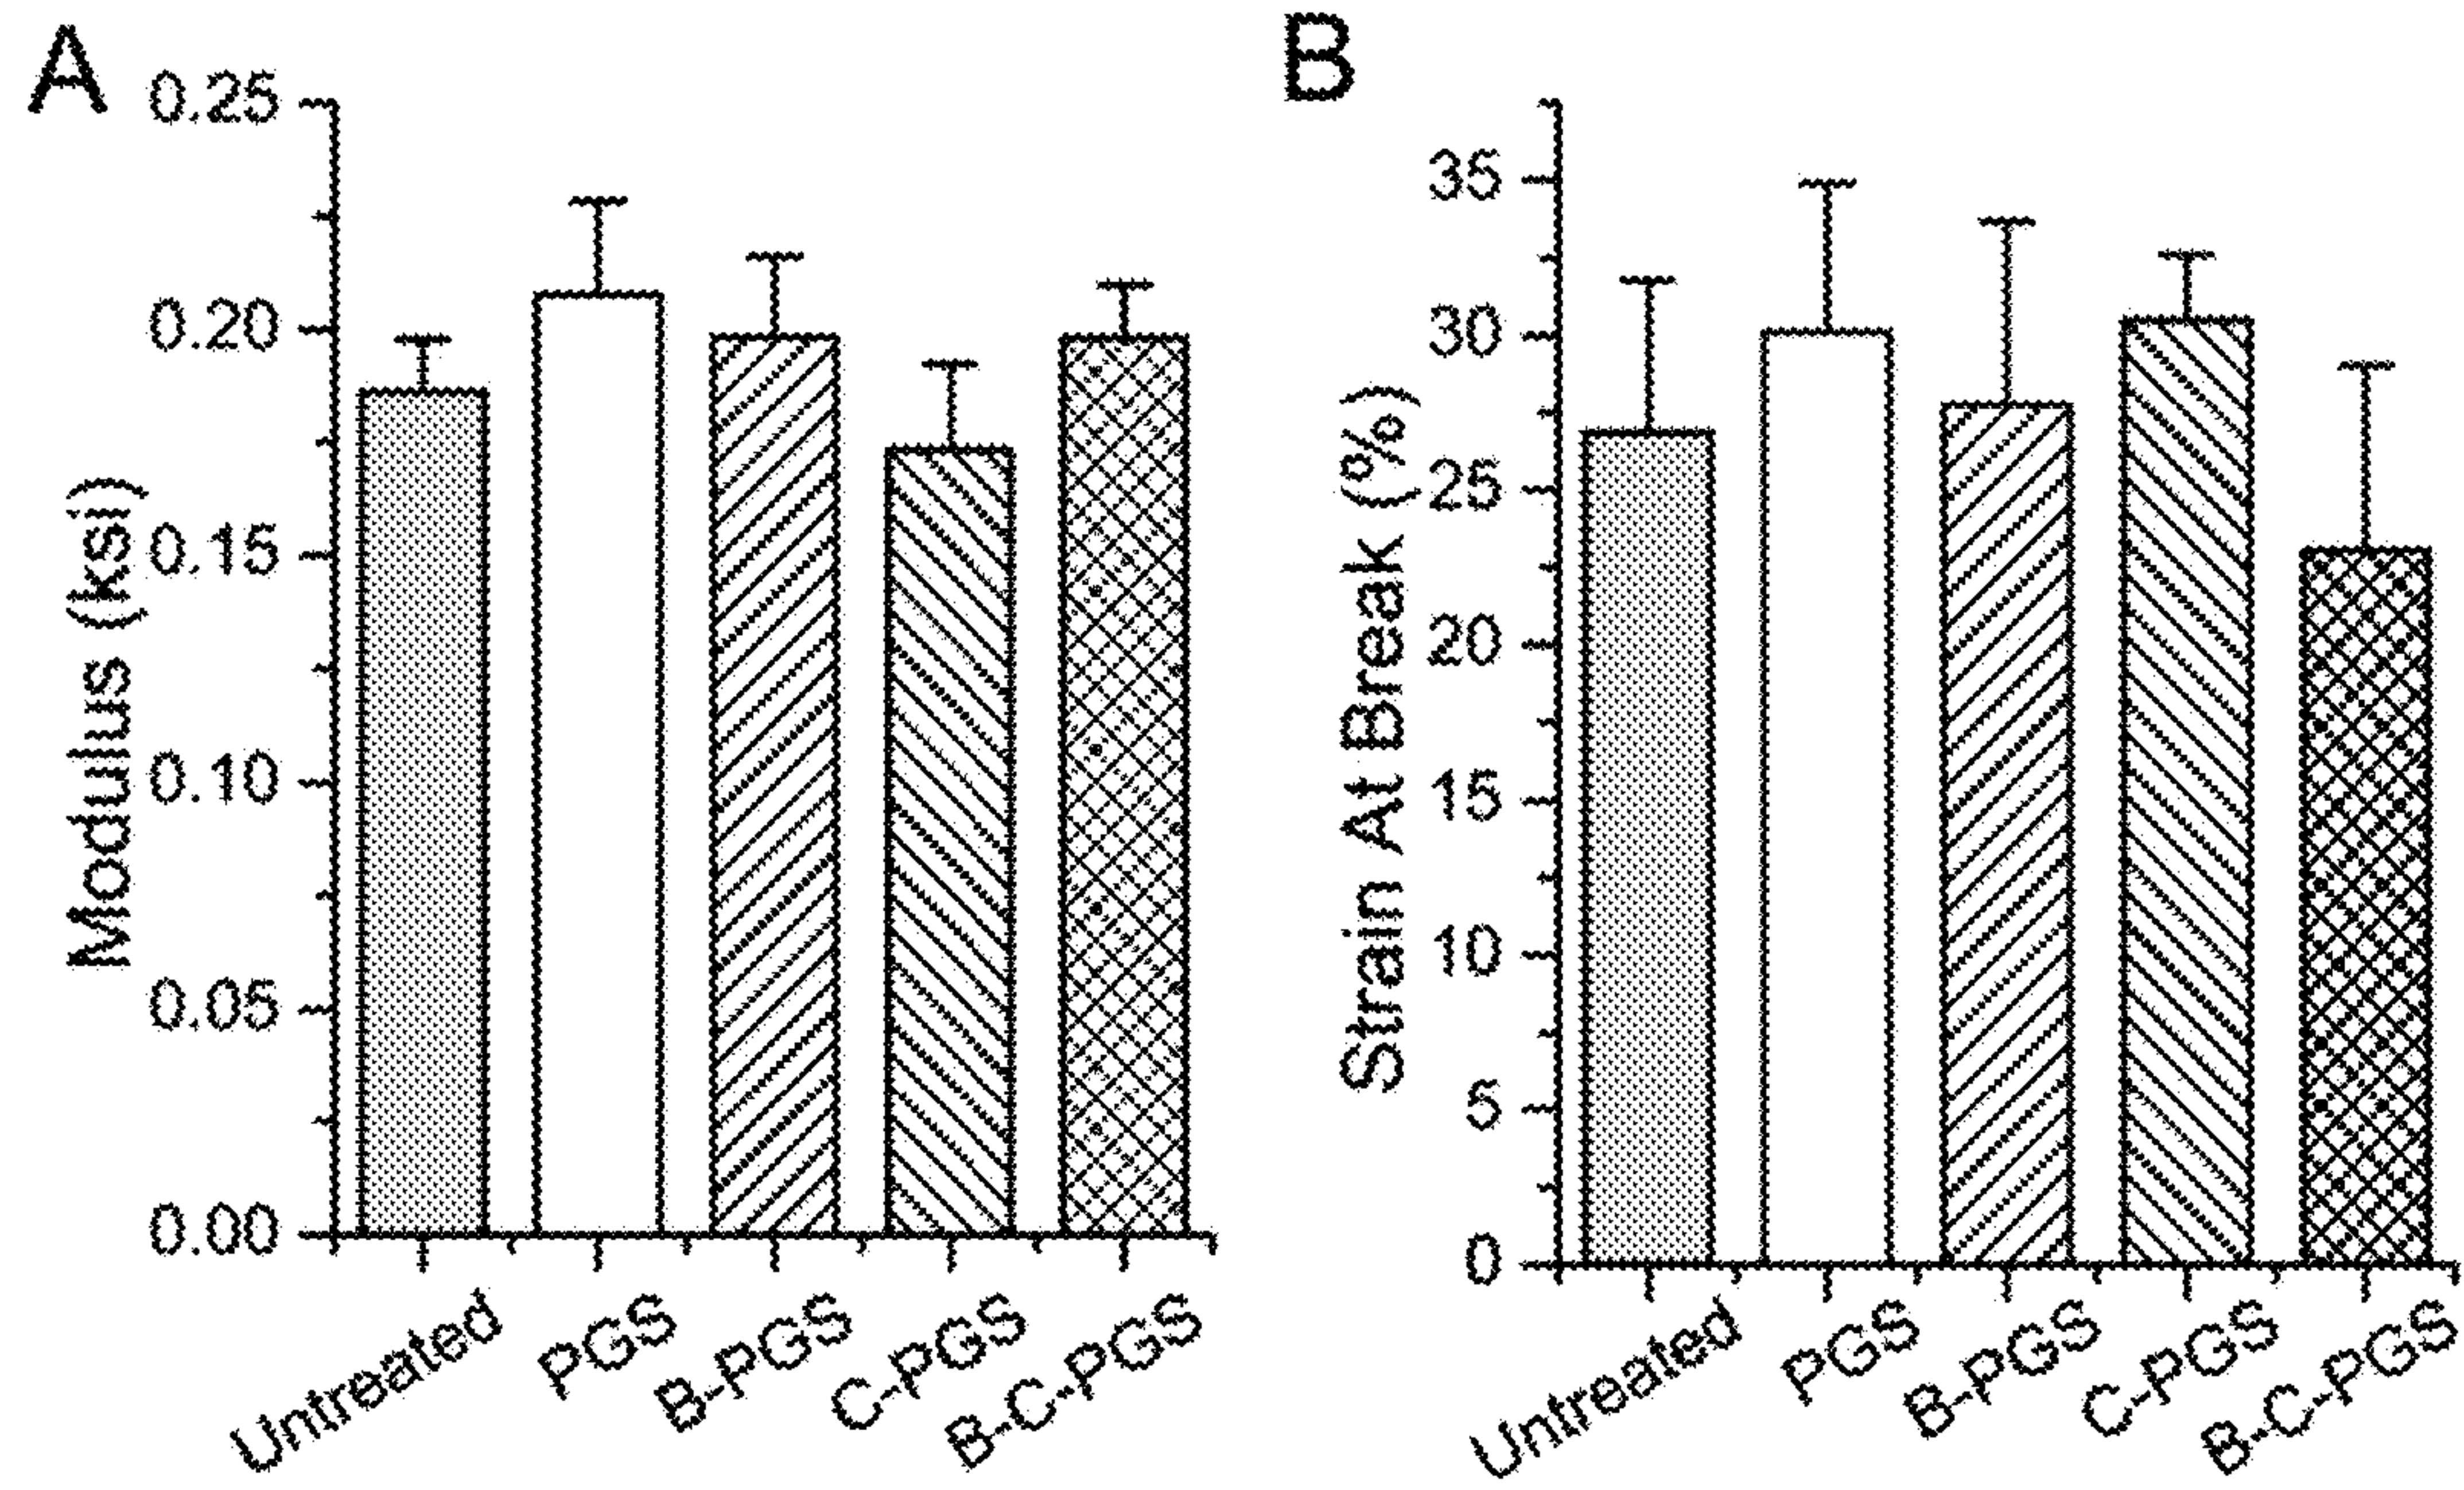 A
0.25
0.20
0.15
0.10
0.05
0.00
Modulus (ksi)
Untreated
PGS
B-PGS
C-PGS
B-C-PGS
B
35
30
25
20
15
10
5
0
Strain At Break (%)
Untreated
PGS
B-PGS
C-PGS
B-C-PGS